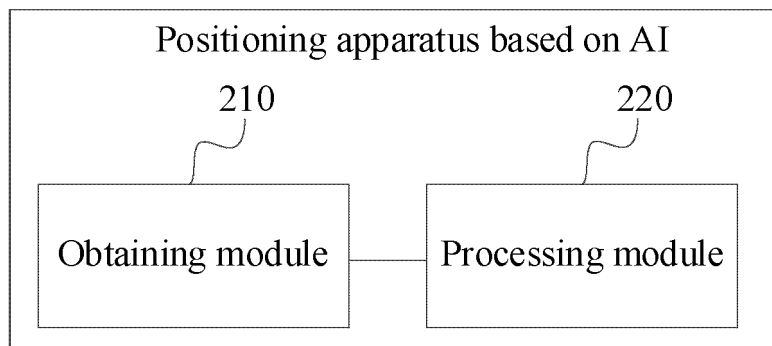 Positioning apparatus based on AI
210 220
Obtaining module Processing module